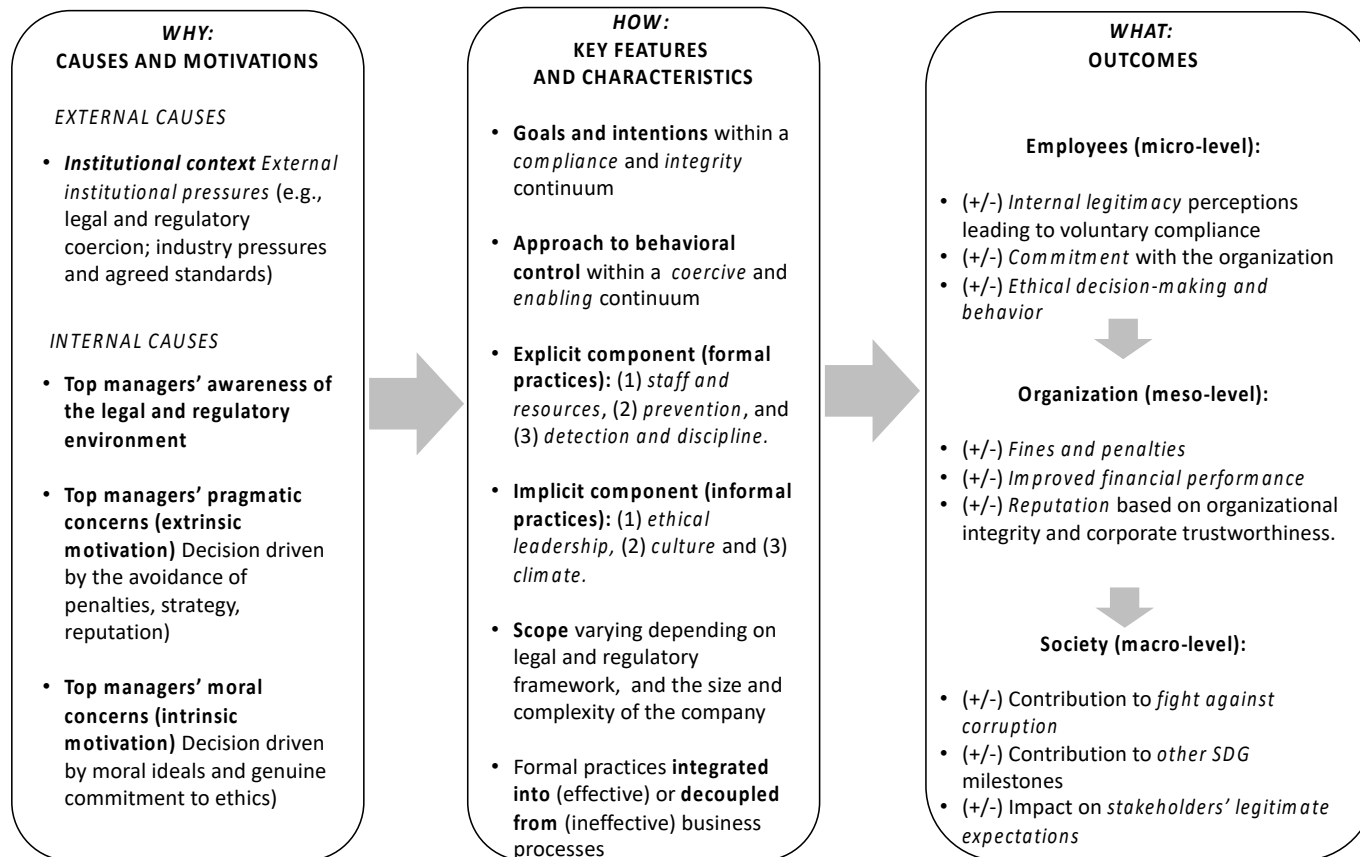 WHY:
CAUSES AND MOTIVATIONS
EXTERNAL CAUSES
• Institutional context External
institutional pressures (e.g.,
legal and regulatory
coercion; industry pressures
and agreed standards)
INTERNAL CAUSES
• Top managers’ awareness of
the legal and regulatory
environment
• Top managers’ pragmatic
concerns (extrinsic
motivation) Decision driven
by the avoidance of
penalties, strategy,
reputation)
• Top managers’ moral
concerns (intrinsic
motivation) Decision driven
by moral ideals and genuine
commitment to ethics)
HOW:
KEY FEATURES
AND CHARACTERISTICS
• Goals and intentions within a
compliance and integrity
continuum
• Approach to behavioral
control within a coercive and
enabling continuum
• Explicit component (formal
practices): (1) staff and
resources, (2) prevention, and
(3) detection and discipline.
• Implicit component (informal
practices): (1) ethical
leadership, (2) culture and (3)
climate.
• Scope varying depending on
legal and regulatory
framework, and the size and
complexity of the company
• Formal practices integrated
into (effective) or decoupled
from (ineffective) business
processes
WHAT:
OUTCOMES
Employees (micro-level):
• (+/-) Internal legitimacy perceptions
leading to voluntary compliance
• (+/-) Commitment with the organization
• (+/-) Ethical decision-making and
behavior
Organization (meso-level):
• (+/-) Fines and penalties
• (+/-) Improved financial performance
• (+/-) Reputation based on organizational
integrity and corporate trustworthiness.
Society (macro-level):
• (+/-) Contribution to fight against
corruption
• (+/-) Contribution to other SDG
milestones
• (+/-) Impact on stakeholders’ legitimate
expectations